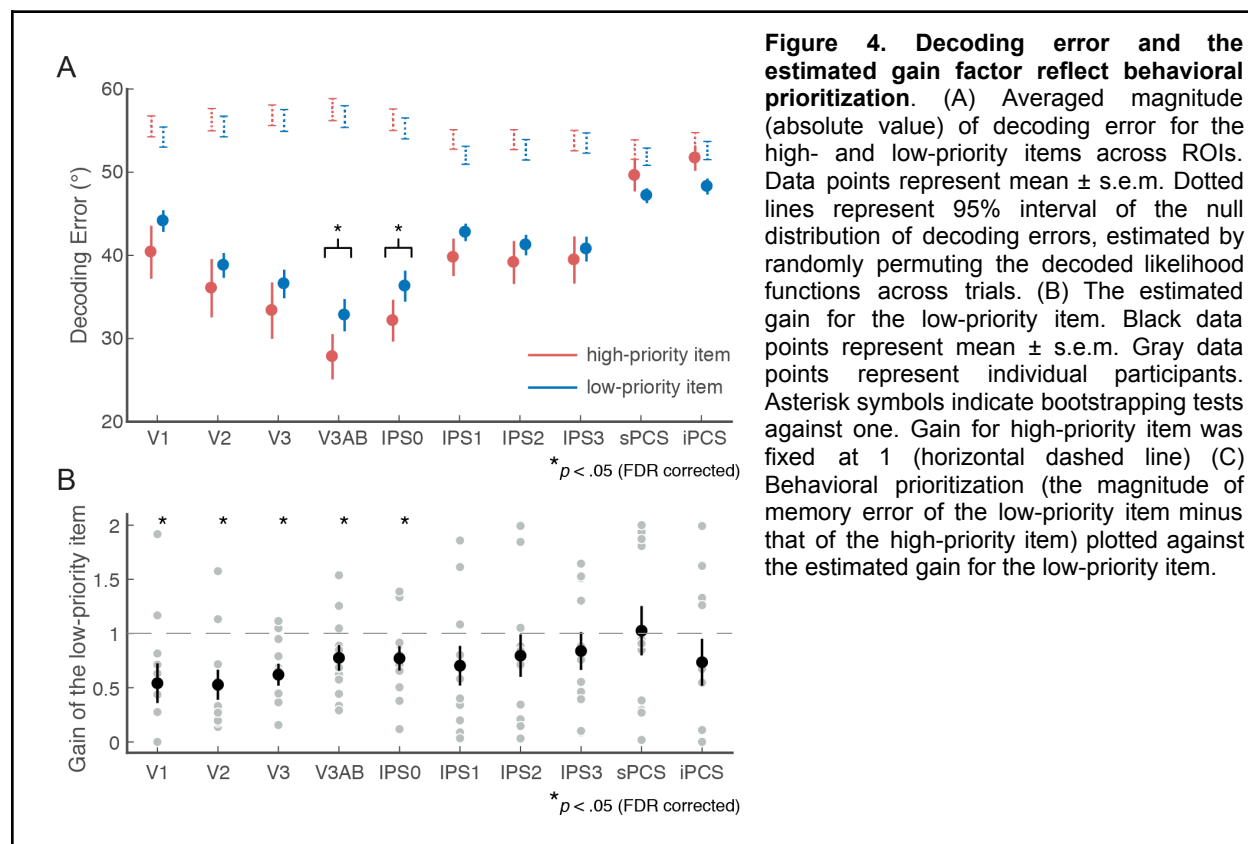 A
60
50
40
30
20
Decoding Error (°)
* *
high-priority item
low-priority item
V1 V2 V3 V3AB IPS0 IPS1 IPS2 IPS3 sPCS iPCS
* p < .05 (FDR corrected)
B
* * * * *
2
1.5
1
0.5
0
Gain of the low-priority item
V1 V2 V3 V3AB IPS0 IPS1 IPS2 IPS3 sPCS iPCS
* p < .05 (FDR corrected)
Figure 4. Decoding error and the
estimated gain factor reflect behavioral
prioritization. (A) Averaged magnitude
(absolute value) of decoding error for the
high- and low-priority items across ROIs.
Data points represent mean ± s.e.m. Dotted
lines represent 95% interval of the null
distribution of decoding errors, estimated by
randomly permuting the decoded likelihood
functions across trials. (B) The estimated
gain for the low-priority item. Black data
points represent mean ± s.e.m. Gray data
points represent individual participants.
Asterisk symbols indicate bootstrapping tests
against one. Gain for high-priority item was
fixed at 1 (horizontal dashed line) (C)
Behavioral prioritization (the magnitude of
memory error of the low-priority item minus
that of the high-priority item) plotted against
the estimated gain for the low-priority item.